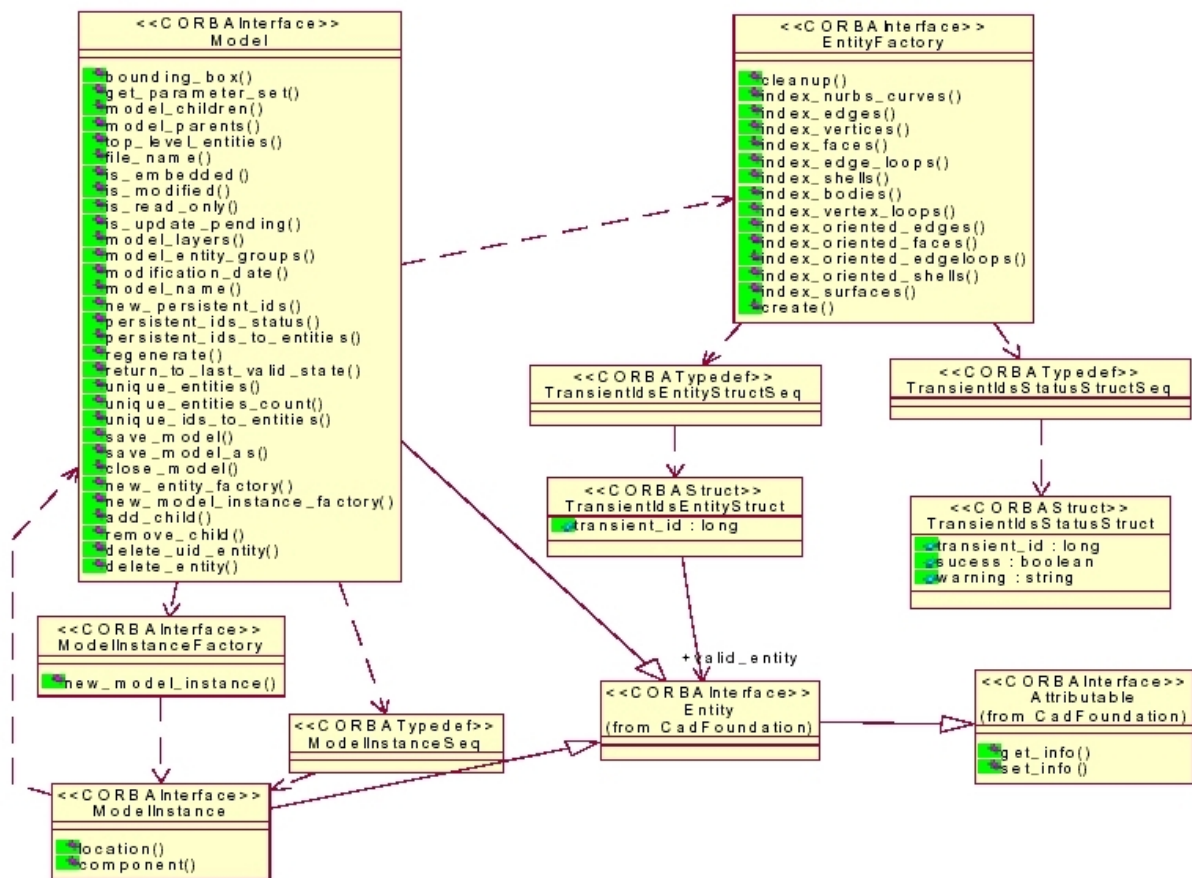 <<CORBAInterface>>
Model
bounding_box()
get_parameter_set()
model_children()
model_parents()
top_level_entities()
file_name()
is_embedded()
is_modified()
is_read_only()
is_update_pending()
model_layers()
model_entity_groups()
modification_date()
model_name()
new_persistent_ids()
persistent_ids_status()
persistent_ids_to_entities()
regenerate()
return_to_last_valid_state()
unique_entities()
unique_entities_count()
unique_ids_to_entities()
save_model()
save_model_as()
close_model()
new_entity_factory()
new_model_instance_factory()
add_child()
remove_child()
delete_uid_entity()
delete_entity()
<<CORBAInterface>>
EntityFactory
cleanup()
index_nurbs_curves()
index_edges()
index_vertices()
index_faces()
index_edge_loops()
index_shells()
index_bodies()
index_vertex_loops()
index_oriented_edges()
index_oriented_faces()
index_oriented_edgeloops()
index_oriented_shells()
index_surfaces()
create()
<<CORBATypedef>>
TransientIdsEntityStructSeq
<<CORBATypedef>>
TransientIdsStatusStructSeq
<<CORBAStruct>>
TransientIdsEntityStruct
transient_id : long
<<CORBAStruct>>
TransientIdsStatusStruct
transient_id : long
sucess : boolean
warning : string
<<CORBAInterface>>
ModelInstanceFactory
new_model_instance()
+valid_entity
<<CORBAInterface>>
Entity
(from CadFoundation)
<<CORBAInterface>>
Attributable
(from CadFoundation)
get_info()
set_info()
<<CORBATypedef>>
ModelInstanceSeq
<<CORBAInterface>>
ModelInstance
location()
component()